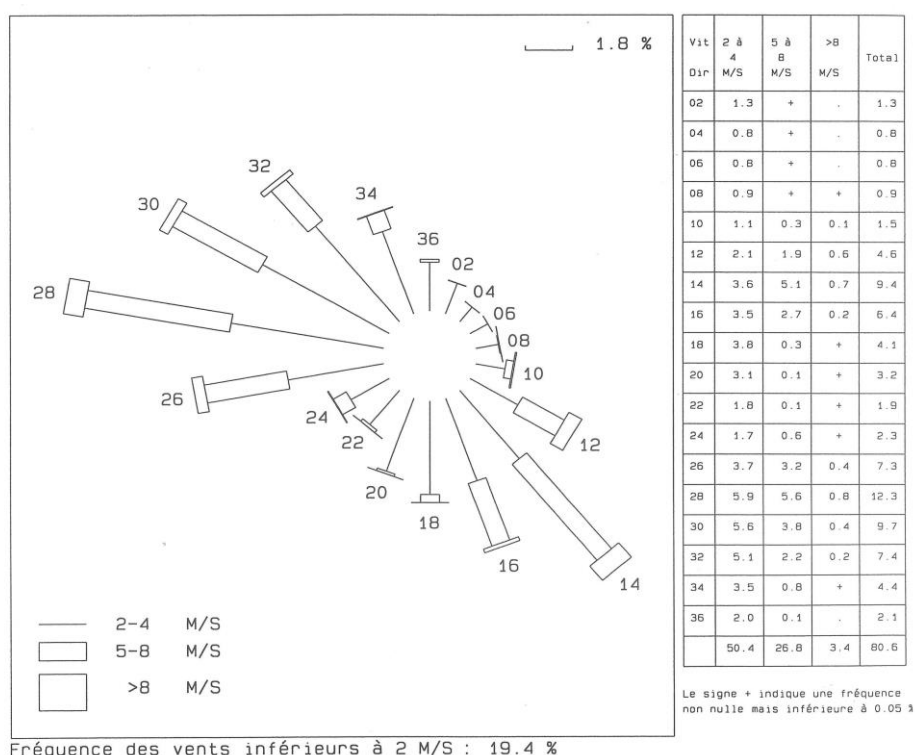 1.8 %
32
34
30
36
02
28
04
06
08
10
26
24
12
22
20
18
16
14
2-4 M/S
5-8 M/S
>8 M/S
Fréquence des vents inférieurs à 2 M/S : 19.4 %
Vit 2 à 5 à >8
4 8 Total
Dir M/S M/S M/S
02 1.3 + . 1.3
04 0.8 + . 0.8
06 0.8 + . 0.8
08 0.9 + + 0.9
10 1.1 0.3 0.1 1.5
12 2.1 1.9 0.6 4.6
14 3.6 5.1 0.7 9.4
16 3.5 2.7 0.2 6.4
18 3.8 0.3 + 4.1
20 3.1 0.1 + 3.2
22 1.8 0.1 + 1.9
24 1.7 0.6 + 2.3
26 3.7 3.2 0.4 7.3
28 5.9 5.6 0.8 12.3
30 5.6 3.8 0.4 9.7
32 5.1 2.2 0.2 7.4
34 3.5 0.8 + 4.4
36 2.0 0.1 . 2.1
50.4 26.8 3.4 80.6
Le signe + indique une fréquence
non nulle mais inférieure à 0.05 %